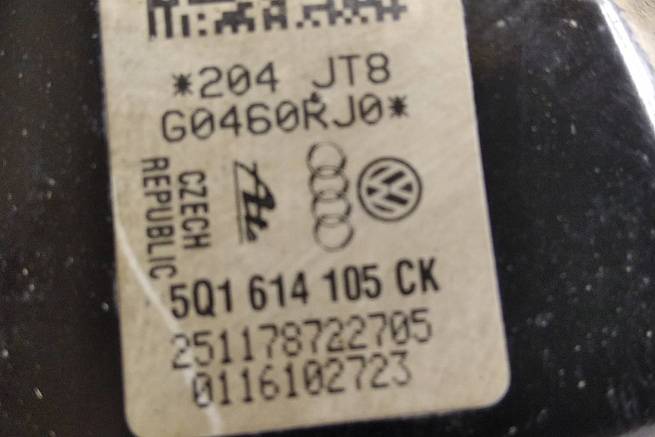 *204 JT8
G0460RJ0*
CZECH
REPUBLIC
5Q1 614 105 CK
251178722705
0116102723